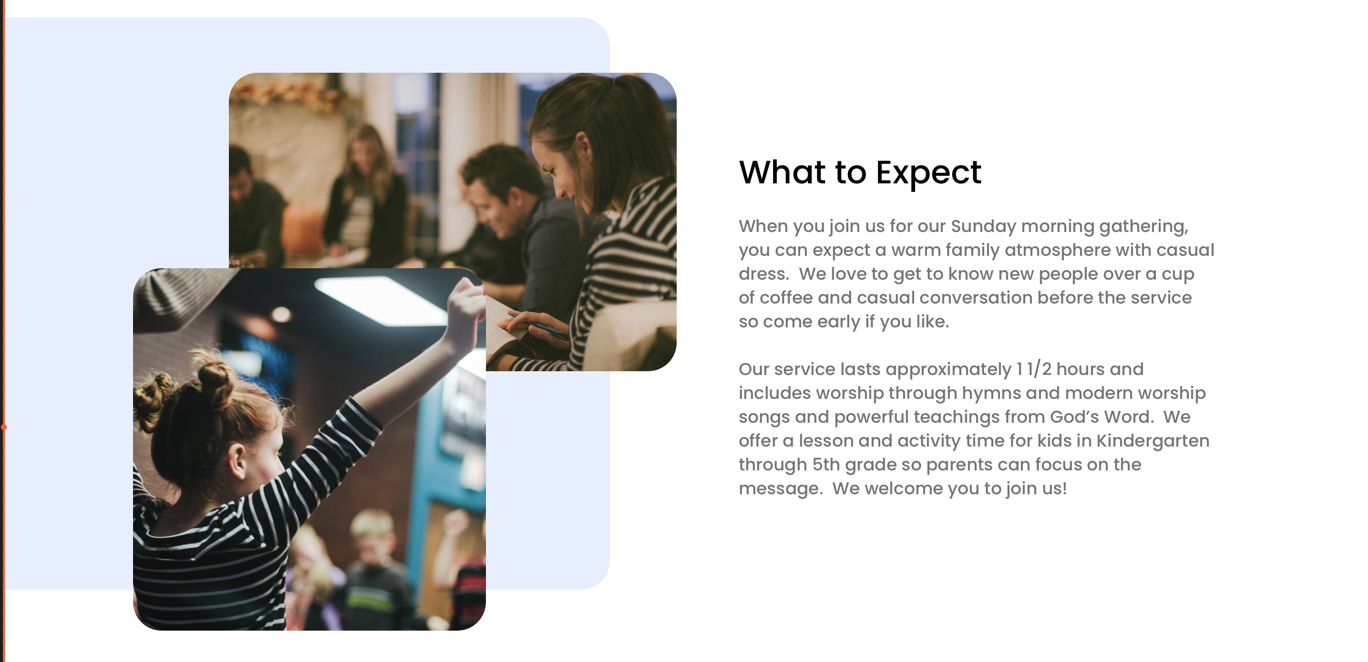 What to Expect
When you join us for our Sunday morning gathering,
you can expect a warm family atmosphere with casual
dress.  We love to get to know new people over a cup
of coffee and casual conversation before the service
so come early if you like.
Our service lasts approximately 1 1/2 hours and
includes worship through hymns and modern worship
songs and powerful teachings from God’s Word.  We
offer a lesson and activity time for kids in Kindergarten
through 5th grade so parents can focus on the
message.  We welcome you to join us!